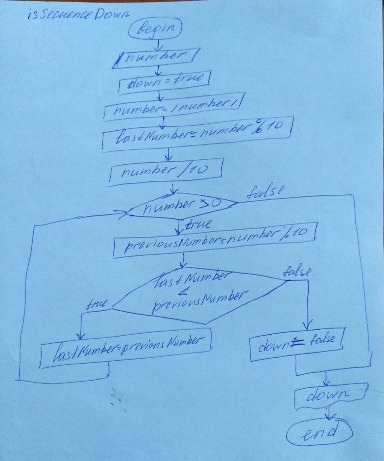 isSequenceDown
begin
number
down=true
number=|number|
lastNumber=number%10
number/10
number>0
false
true
previousNumber=number%10
lastNumber
<
previousNumber
true
false
lastNumber=previousNumber
down=false
down
end